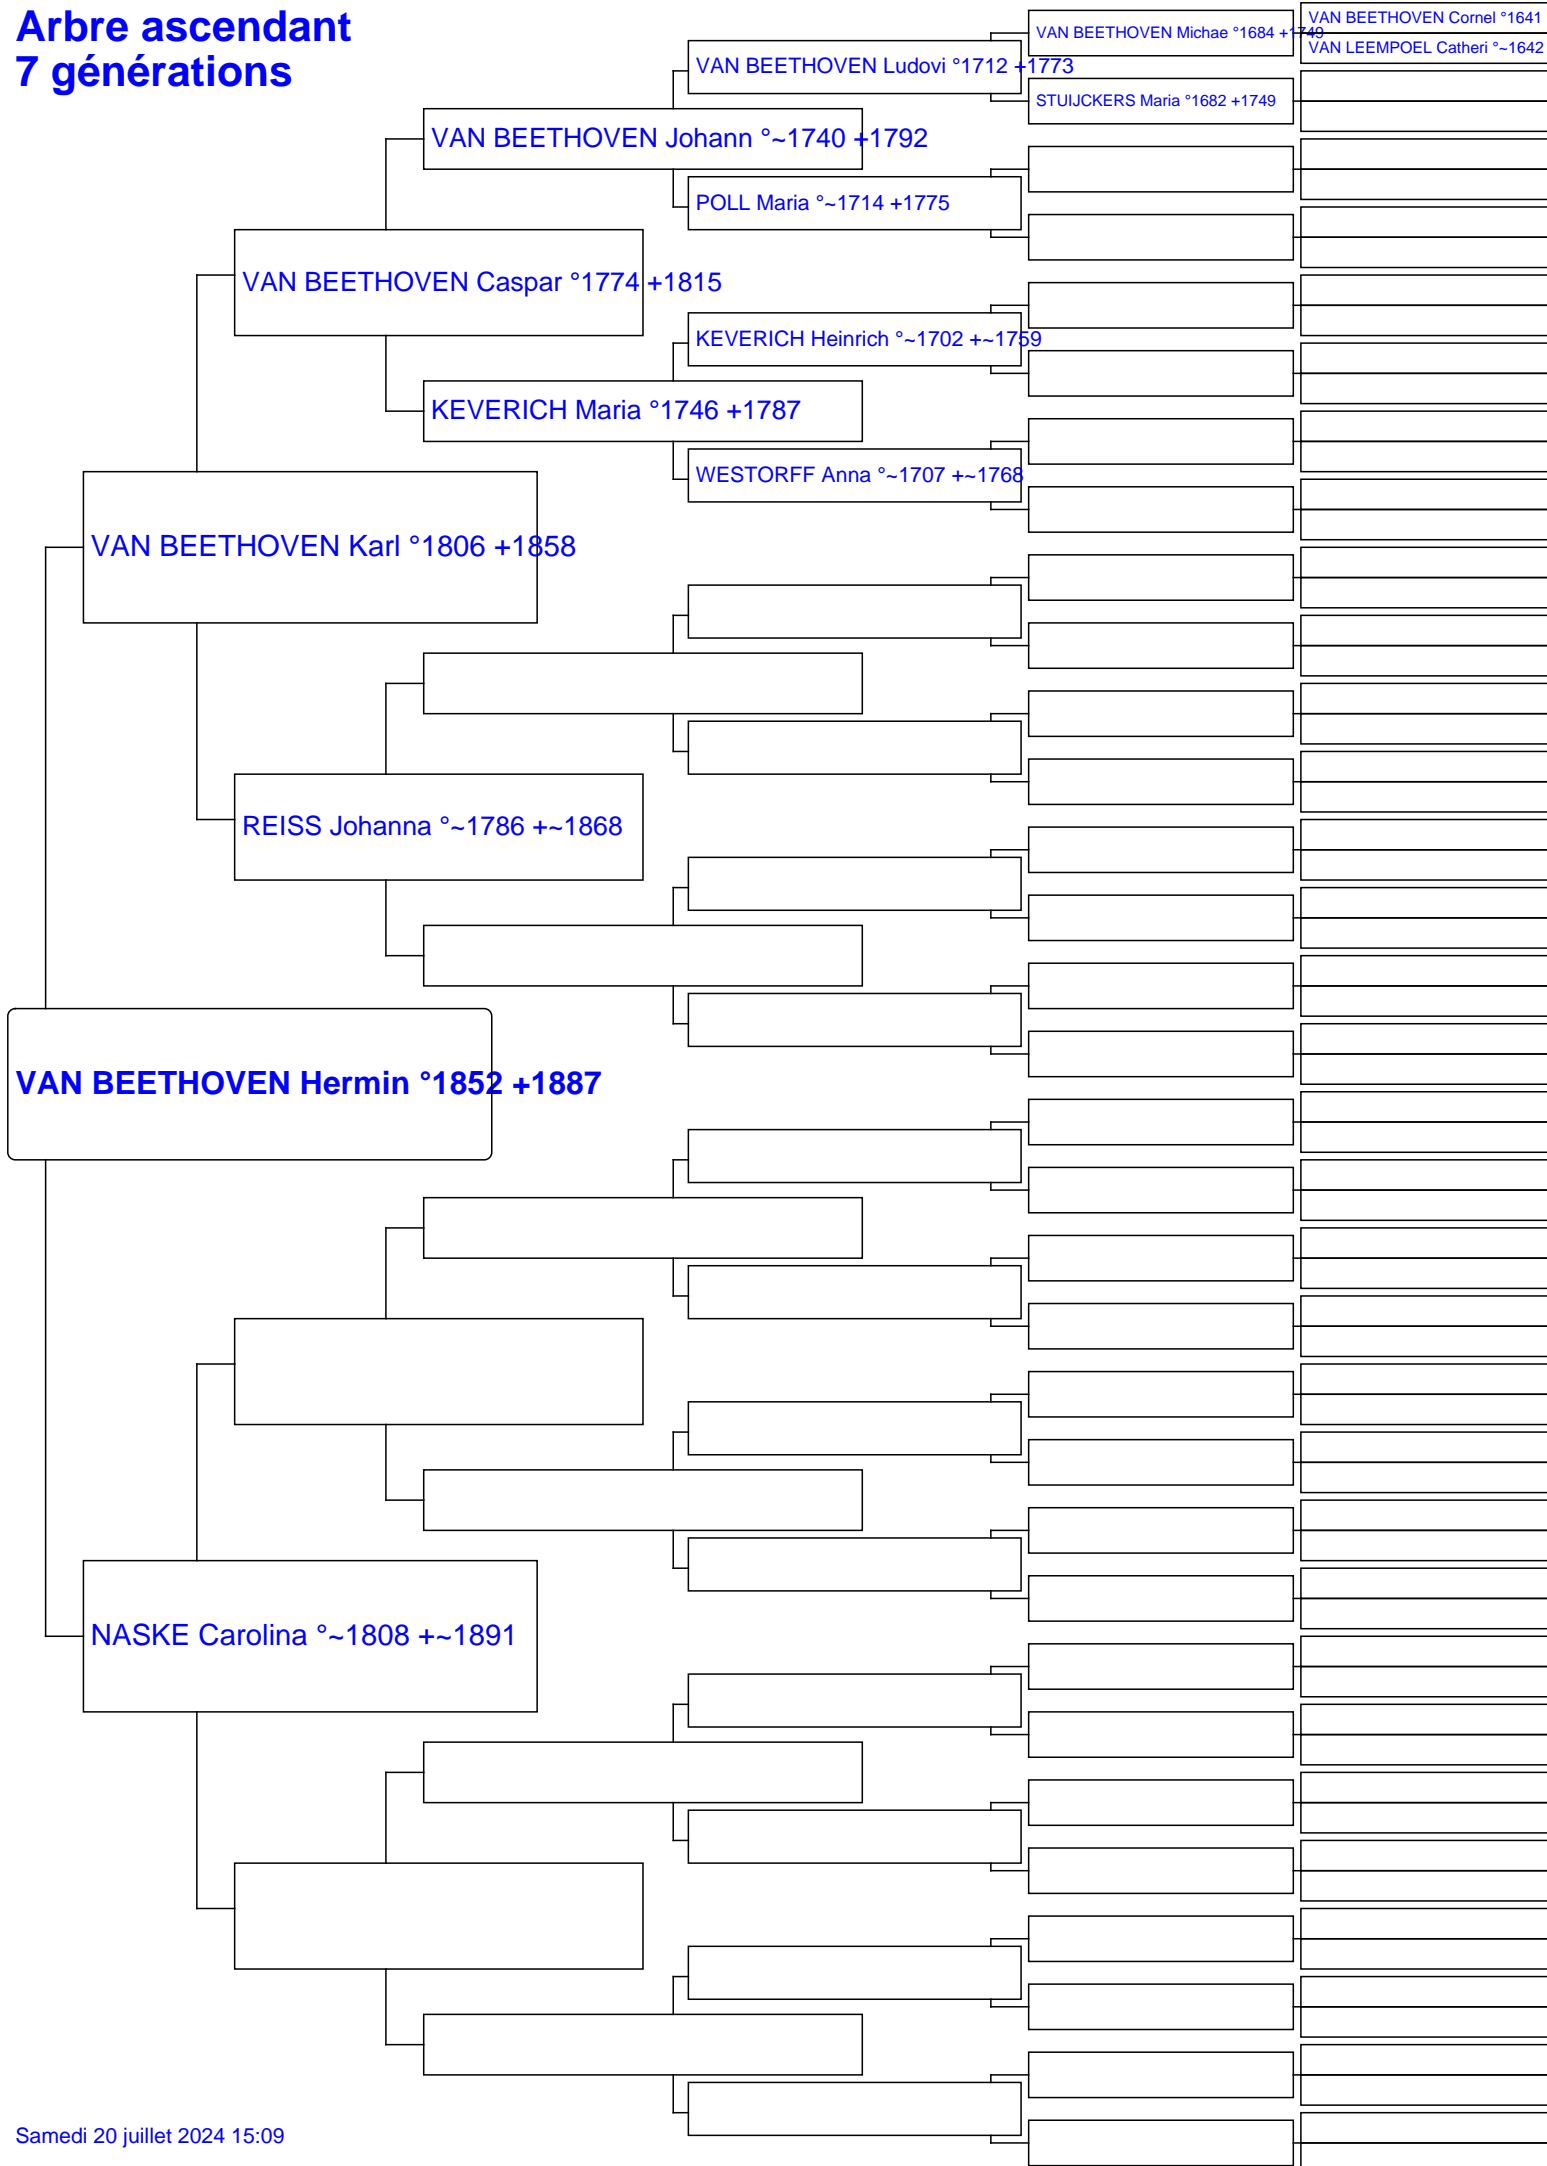 Arbre ascendant
7 générations
VAN BEETHOVEN Cornel °1641
VAN BEETHOVEN Michae °1684 +1749
VAN LEEMPOEL Catheri °~1642
VAN BEETHOVEN Ludovi °1712 +1773
STUIJCKERS Maria °1682 +1749
VAN BEETHOVEN Johann °~1740 +1792
POLL Maria °~1714 +1775
VAN BEETHOVEN Caspar °1774 +1815
KEVERICH Heinrich °~1702 +~1759
KEVERICH Maria °1746 +1787
WESTORFF Anna °~1707 +~1768
VAN BEETHOVEN Karl °1806 +1858
REISS Johanna °~1786 +~1868
VAN BEETHOVEN Hermin °1852 +1887
NASKE Carolina °~1808 +~1891
Samedi 20 juillet 2024 15:09